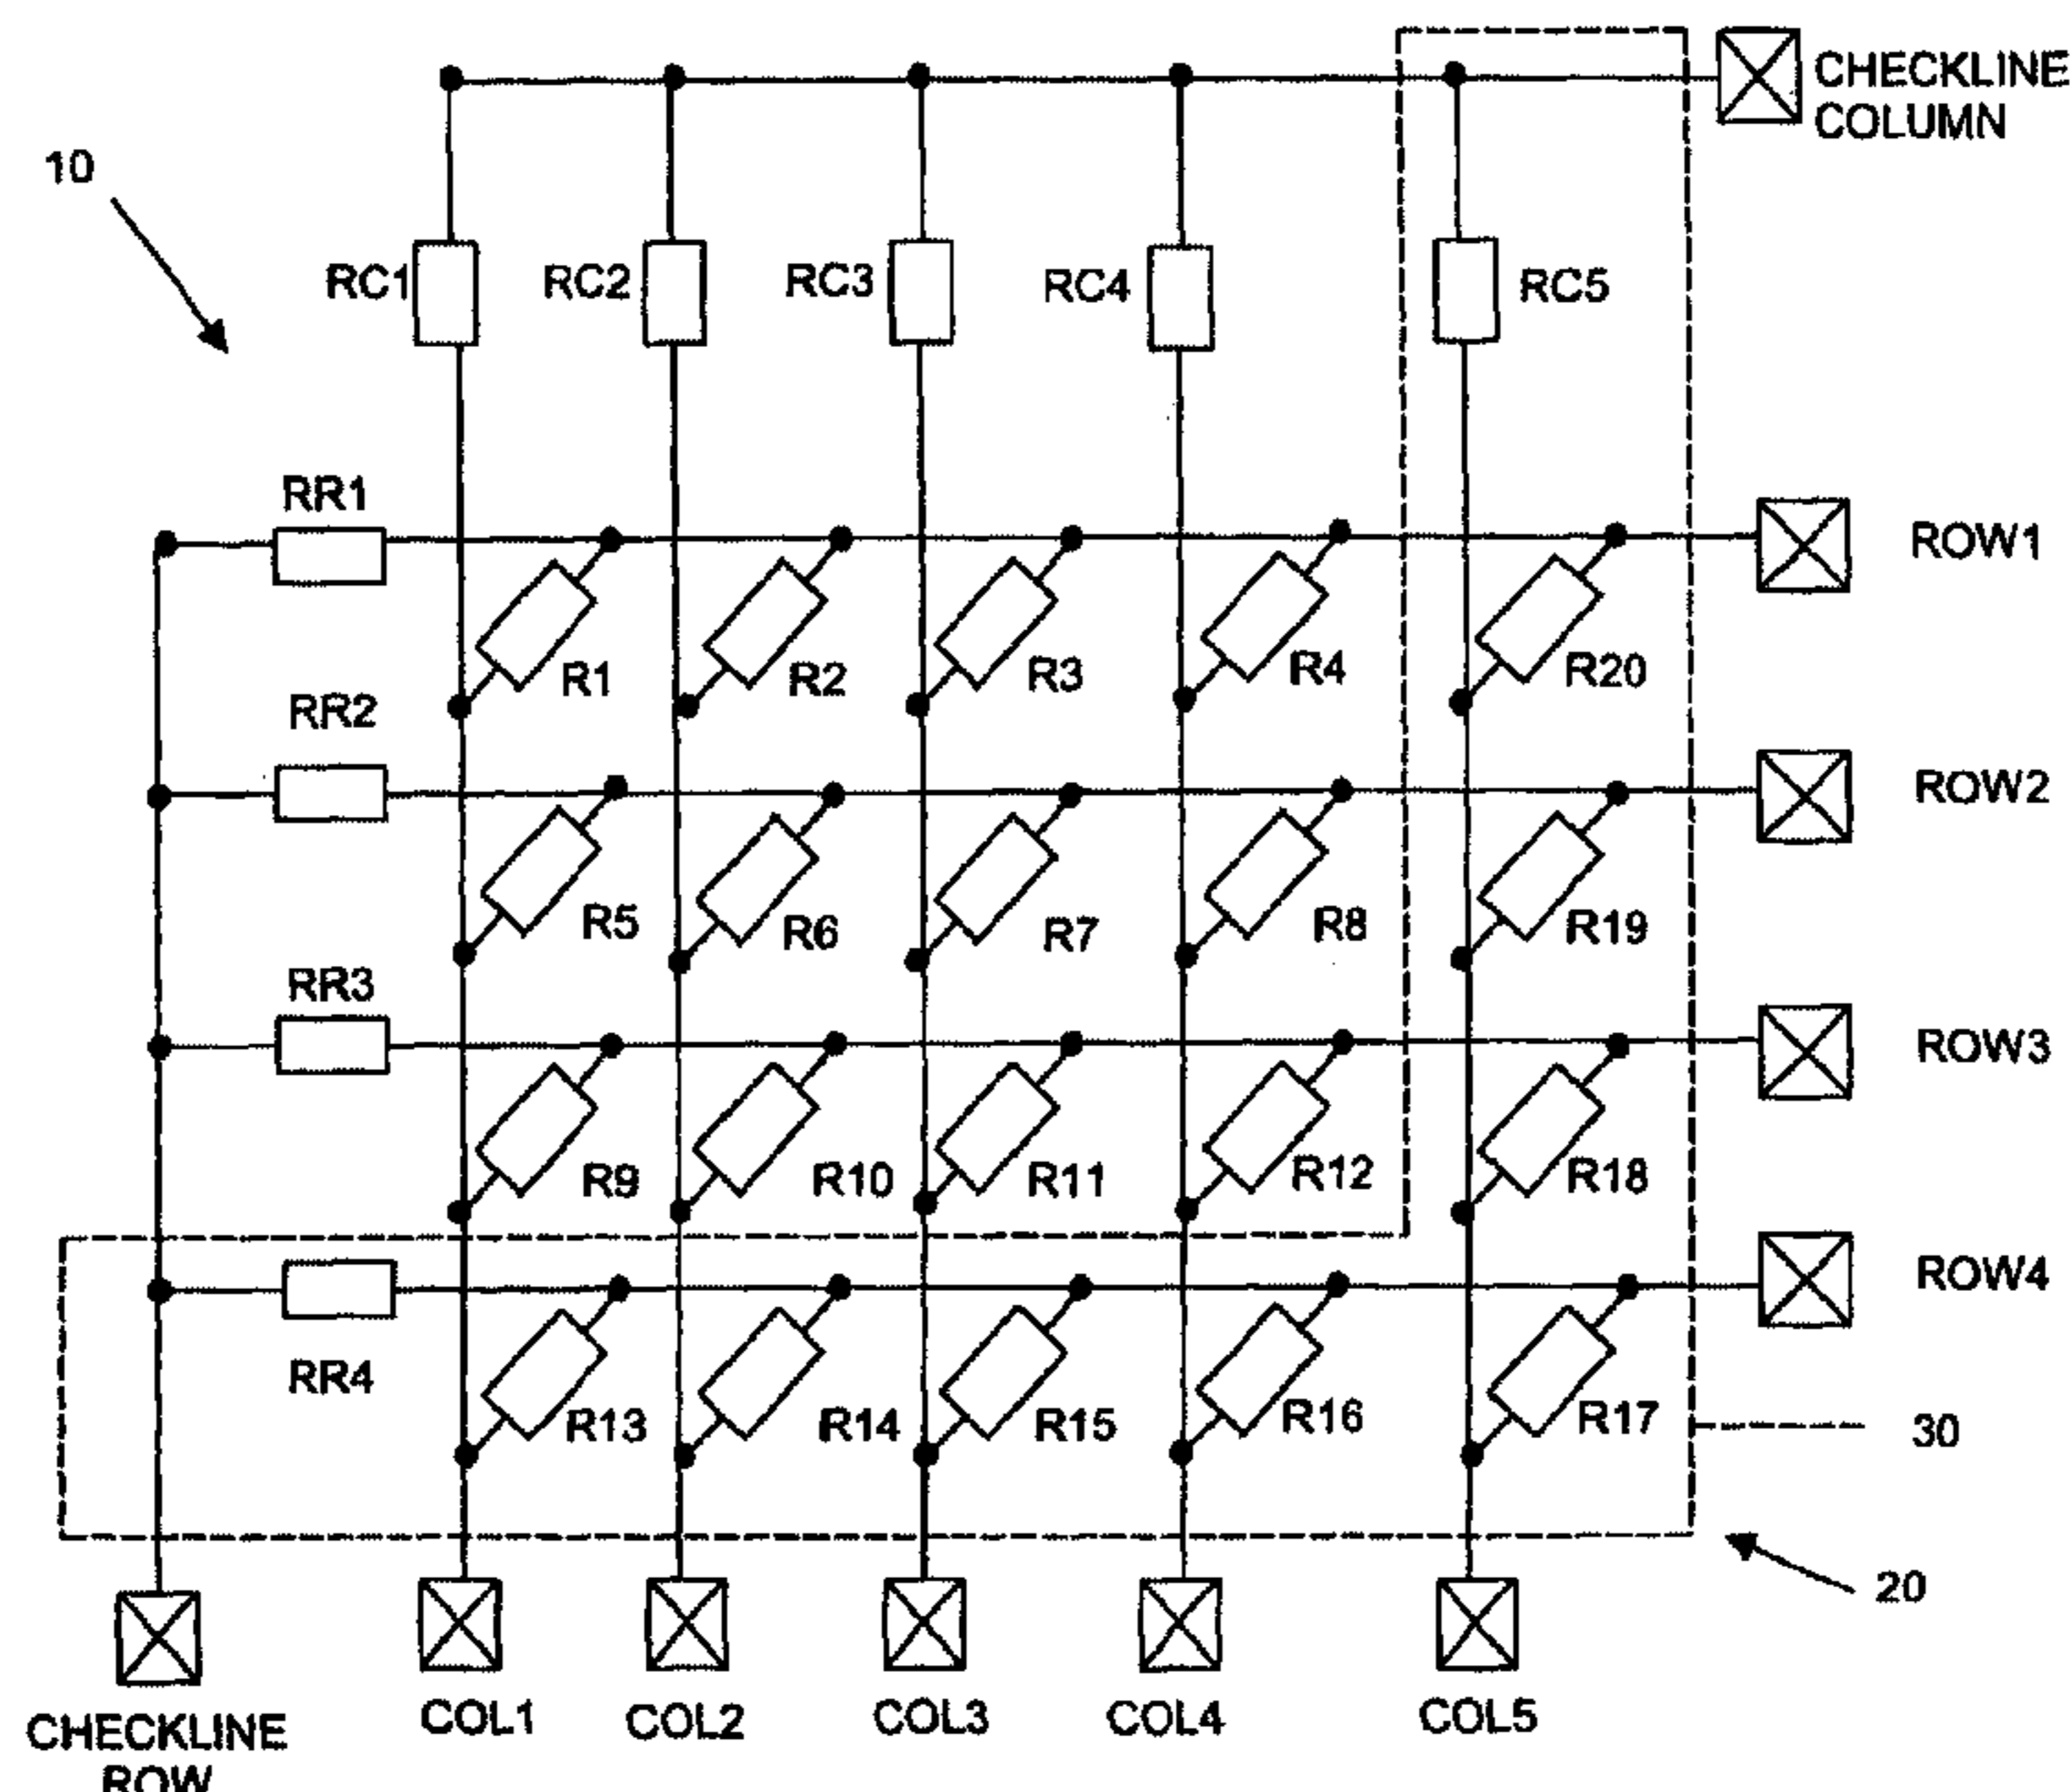 CHECKLINE
COLUMN
10
RC1
RC2
RC3
RC4
RC5
RR1
ROW1
R1
R2
R3
R4
R20
RR2
ROW2
R5
R6
R7
R8
R19
RR3
ROW3
R9
R10
R11
R12
R18
ROW4
RR4
R13
R14
R15
R16
R17
30
20
COL1
COL2
COL3
COL4
COL5
CHECKLINE
ROW